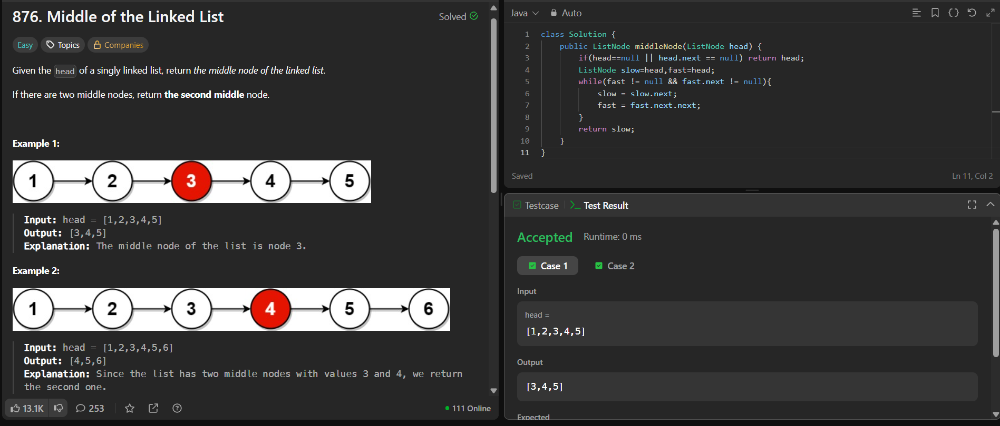 876. Middle of the Linked List
Solved
Easy
Topics
Companies
Given the head of a singly linked list, return the middle node of the linked list.
If there are two middle nodes, return the second middle node.
Example 1:
1 2 3 4 5
Input: head = [1,2,3,4,5]
Output: [3,4,5]
Explanation: The middle node of the list is node 3.
Example 2:
1 2 3 4 5 6
Input: head = [1,2,3,4,5,6]
Output: [4,5,6]
Explanation: Since the list has two middle nodes with values 3 and 4, we return
the second one.
13.1K
253
111 Online
Java
Auto
1 class Solution {
2 public ListNode middleNode(ListNode head) {
3 if(head==null || head.next == null) return head;
4 ListNode slow=head,fast=head;
5 while(fast != null && fast.next != null){
6 slow = slow.next;
7 fast = fast.next.next;
8 }
9 return slow;
10 }
11 }
Saved
Ln 11, Col 2
Testcase
>_ Test Result
Accepted
Runtime: 0 ms
Case 1
Case 2
Input
head =
[1,2,3,4,5]
Output
[3,4,5]
Expected